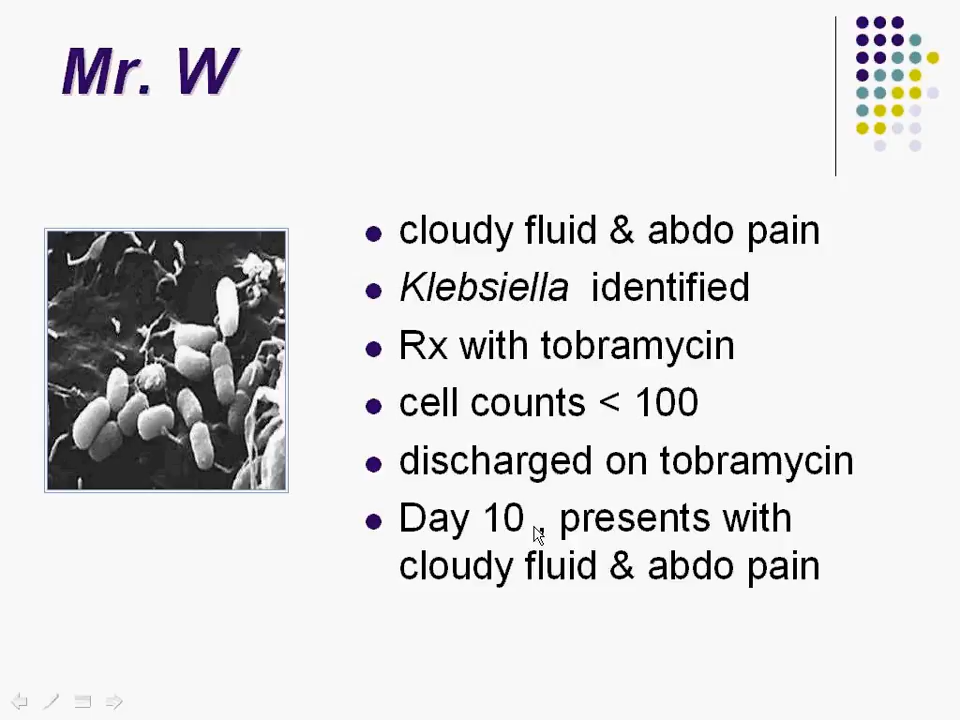 Mr. W
cloudy fluid & abdo pain
Klebsiella identified
Rx with tobramycin
cell counts < 100
discharged on tobramycin
Day 10 , presents with
cloudy fluid & abdo pain